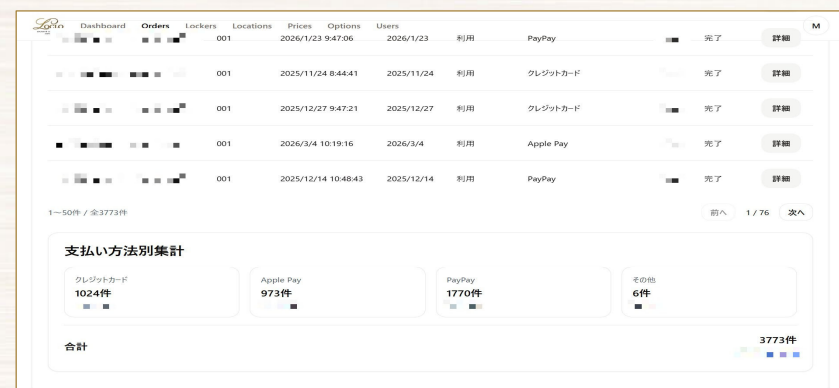 Dashboard Orders Lockers Locations Prices Options Users M
001 2026/1/23 9:47:06 2026/1/23 利用 PayPay 完了 詳細
001 2025/11/24 8:44:41 2025/11/24 利用 クレジットカード 完了 詳細
001 2025/12/27 9:47:21 2025/12/27 利用 クレジットカード 完了 詳細
001 2026/3/4 10:19:16 2026/3/4 利用 Apple Pay 完了 詳細
001 2025/12/14 10:48:43 2025/12/14 利用 PayPay 完了 詳細
1～50件 / 全3773件 前へ 1 / 76 次へ
支払い方法別集計
クレジットカード Apple Pay PayPay その他
1024件 973件 1770件 6件
合計 3773件